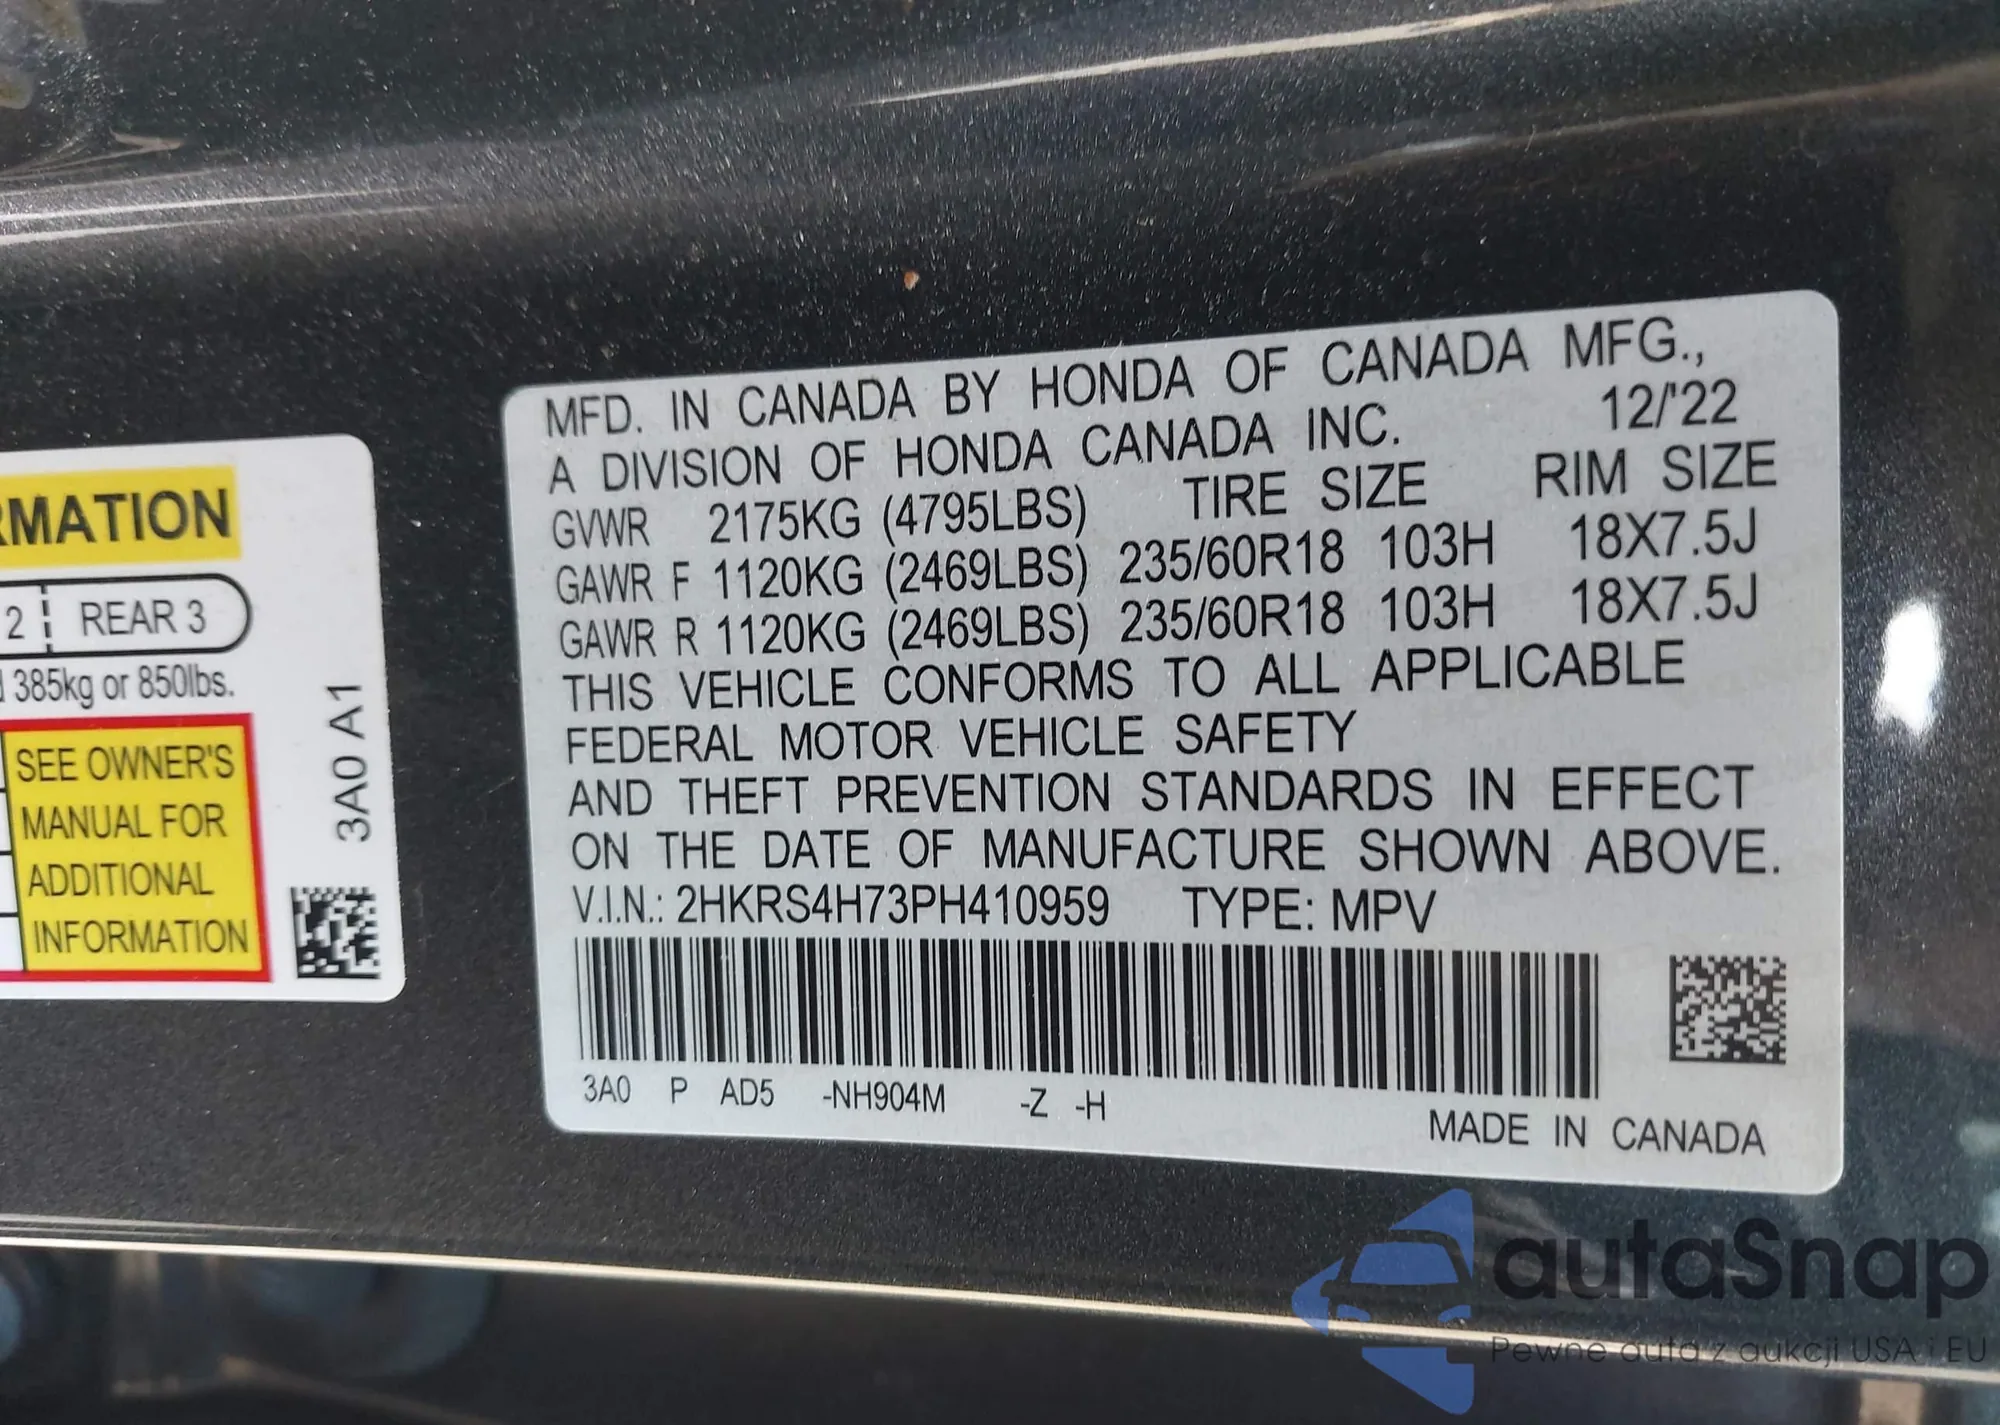 RMATION
2 REAR 3
385kg or 850lbs.
SEE OWNER'S
MANUAL FOR
ADDITIONAL
INFORMATION
3A0 A1
MFD. IN CANADA BY HONDA OF CANADA MFG.,
A DIVISION OF HONDA CANADA INC. 12/'22
GVWR 2175KG (4795LBS) TIRE SIZE RIM SIZE
GAWR F 1120KG (2469LBS) 235/60R18 103H 18X7.5J
GAWR R 1120KG (2469LBS) 235/60R18 103H 18X7.5J
THIS VEHICLE CONFORMS TO ALL APPLICABLE
FEDERAL MOTOR VEHICLE SAFETY
AND THEFT PREVENTION STANDARDS IN EFFECT
ON THE DATE OF MANUFACTURE SHOWN ABOVE.
V.I.N.: 2HKRS4H73PH410959 TYPE: MPV
3A0 P AD5 -NH904M -Z -H
MADE IN CANADA
autaSnap
Pewne auta z aukcji USA i EU